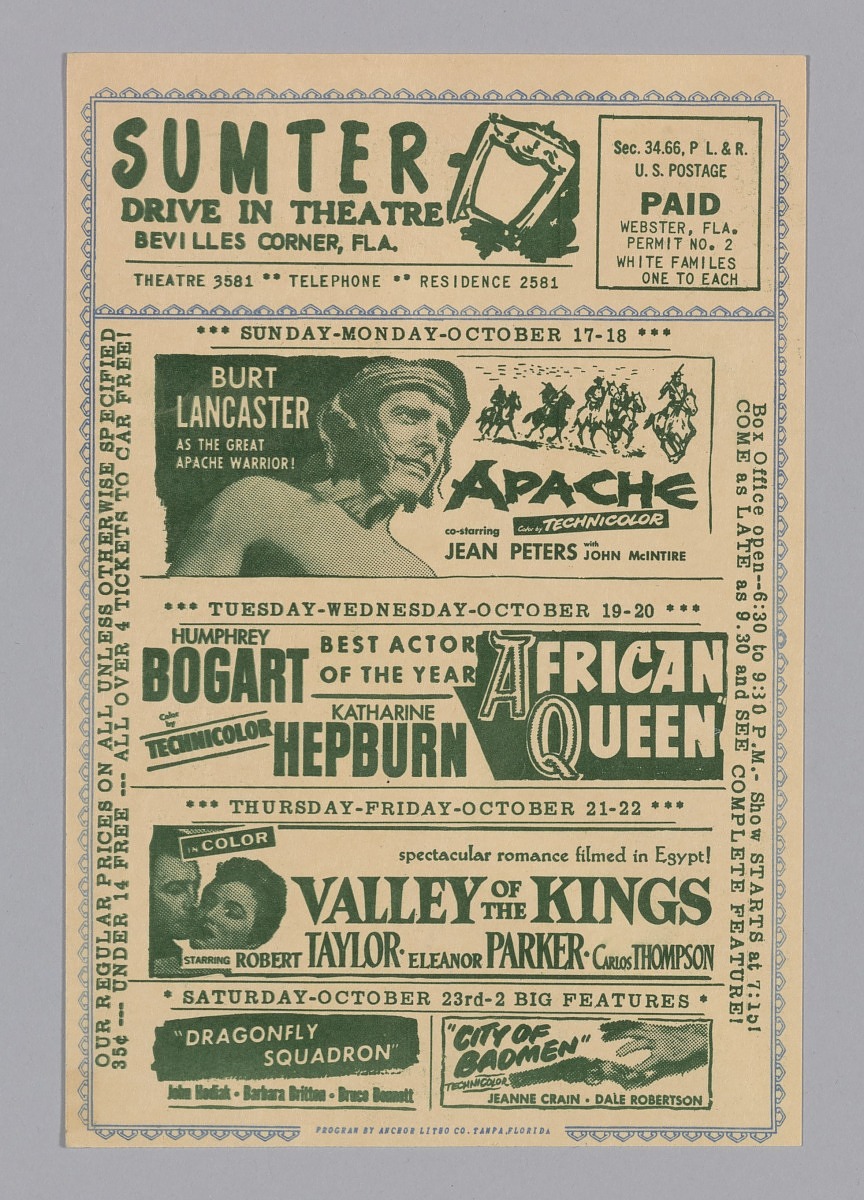 SUMTER
DRIVE IN THEATRE
BEVILLES CORNER, FLA.
THEATRE 3581 ** TELEPHONE ** RESIDENCE 2581
Sec. 34.66, P L. & R.
U. S. POSTAGE
PAID
WEBSTER, FLA.
PERMIT NO. 2
WHITE FAMILES
ONE TO EACH
*** SUNDAY-MONDAY-OCTOBER 17-18 ***
BURT
LANCASTER
AS THE GREAT
APACHE WARRIOR!
APACHE
Color by TECHNICOLOR
co-starring
JEAN PETERS with JOHN McINTIRE
*** TUESDAY-WEDNESDAY-OCTOBER 19-20 ***
HUMPHREY
BOGART
BEST ACTOR
OF THE YEAR
Color
by
TECHNICOLOR
KATHARINE
HEPBURN
AFRICAN
QUEEN"
*** THURSDAY-FRIDAY-OCTOBER 21-22 ***
IN COLOR
spectacular romance filmed in Egypt!
VALLEY OF THE KINGS
STARRING ROBERT TAYLOR · ELEANOR PARKER · CARLOS THOMPSON
* SATURDAY-OCTOBER 23rd-2 BIG FEATURES *
"DRAGONFLY
SQUADRON"
John Hodiak • Barbara Britton • Bruce Bennett
"CITY OF
BADMEN"
TECHNICOLOR
JEANNE CRAIN • DALE ROBERTSON
OUR REGULAR PRICES ON ALL UNLESS OTHERWISE SPECIFIED
35¢ --- UNDER 14 FREE --- ALL OVER 4 TICKETS TO CAR FREE!
Box Office open--6:30 to 9:30 P.M.- Show STARTS at 7:15!
COME as LATE as 9.30 and SEE COMPLETE FEATURE!
PROGRAM BY ANCHOR LITHO CO. TAMPA, FLORIDA